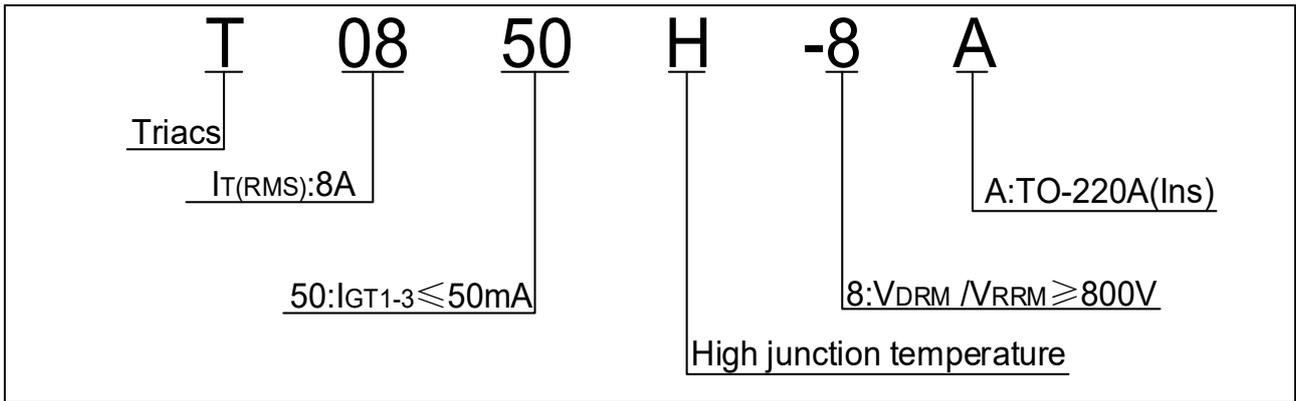 T 08 50 H -8 A
Triacs
IT(RMS):8A
A:TO-220A(Ins)
50:IGT1-3≤50mA
8:VDRM /VRRM≥800V
High junction temperature